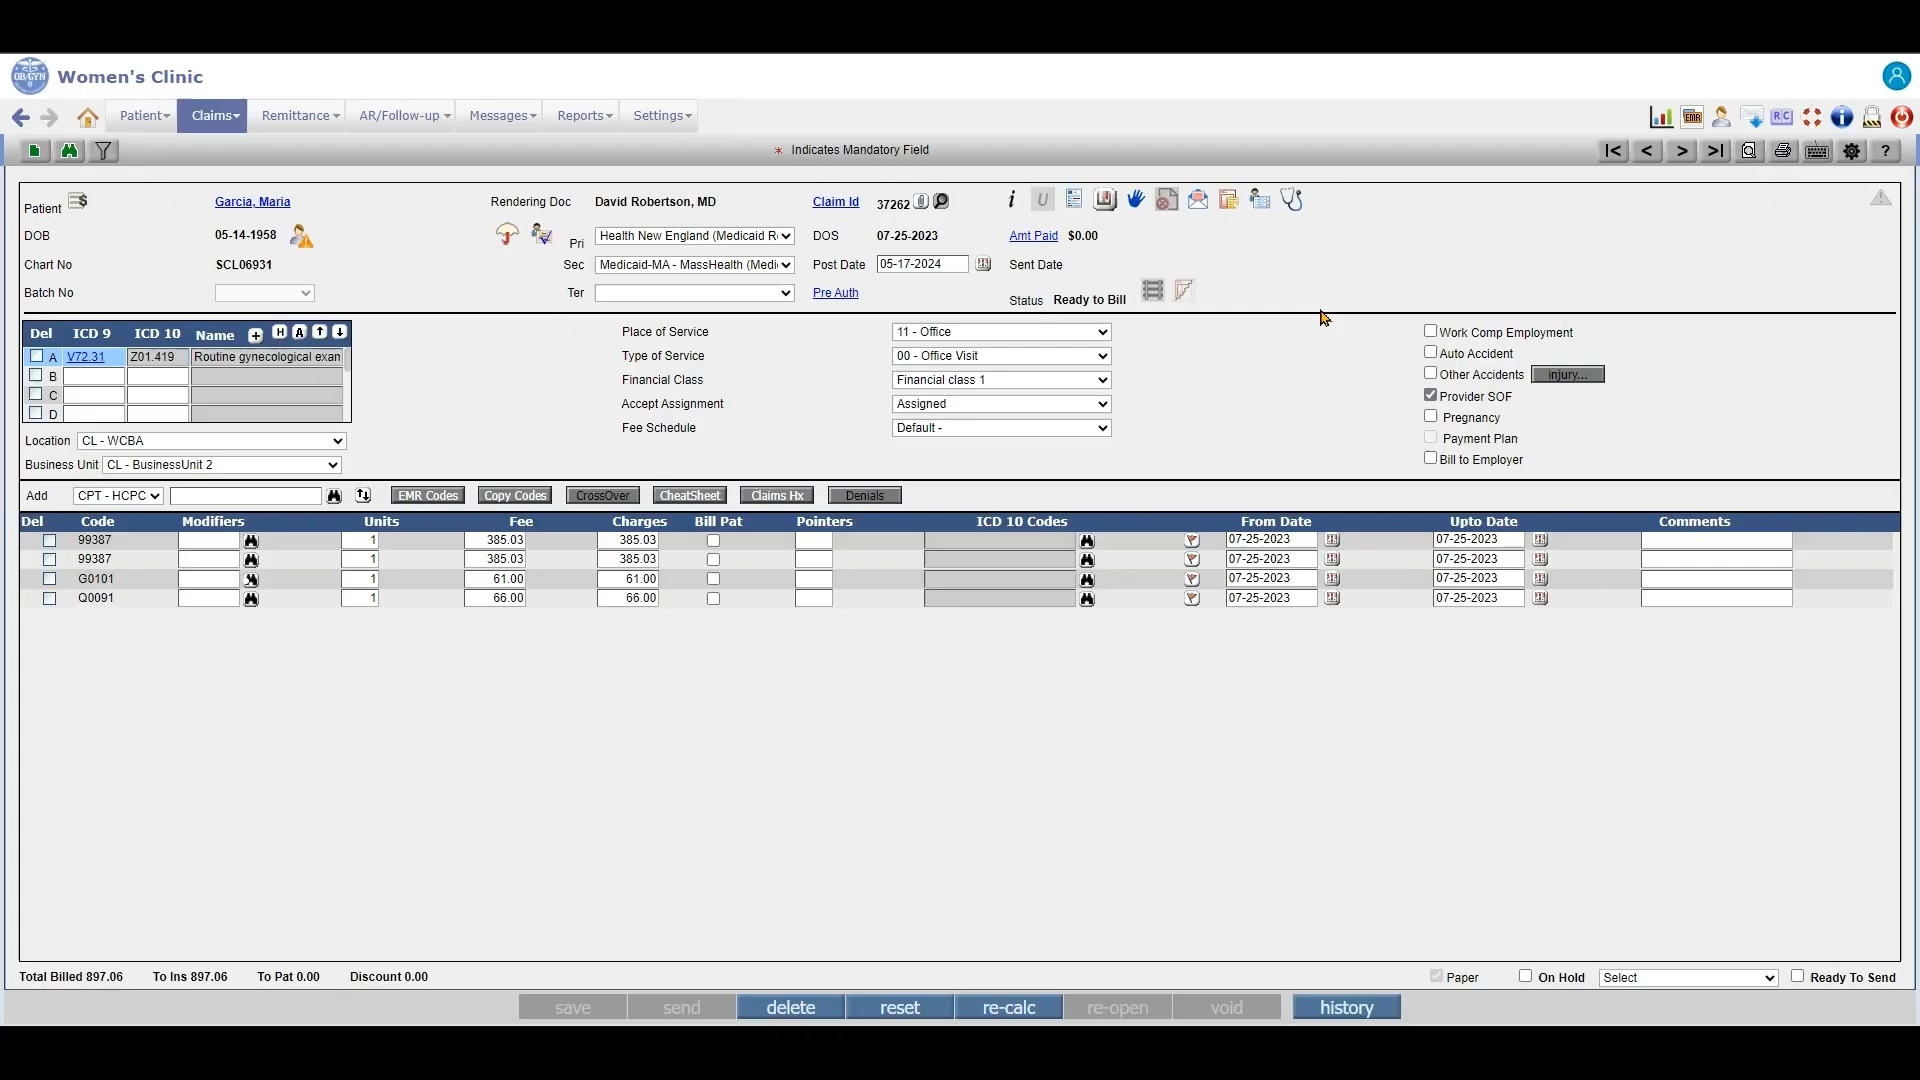 OB/GYN
Women's Clinic
Patient Claims Remittance AR/Follow-up Messages Reports Settings
EMR RC
* Indicates Mandatory Field
|< < > >| ?
Patient Garcia, Maria Rendering Doc David Robertson, MD Claim Id 37262 i U
DOB 05-14-1958 Pri Health New England (Medicaid R DOS 07-25-2023 Amt Paid $0.00
Chart No SCL06931 Sec Medicaid-MA - MassHealth (Medi Post Date 05-17-2024 Sent Date
Batch No Ter Pre Auth Status Ready to Bill
Del ICD 9 ICD 10 Name + H A
A V72.31 Z01.419 Routine gynecological exan
B
C
D
Location CL - WCBA
Business Unit CL - BusinessUnit 2
Place of Service 11 - Office
Type of Service 00 - Office Visit
Financial Class Financial class 1
Accept Assignment Assigned
Fee Schedule Default -
Work Comp Employment
Auto Accident
Other Accidents injury...
Provider SOF
Pregnancy
Payment Plan
Bill to Employer
Add CPT - HCPC EMR Codes Copy Codes CrossOver CheatSheet Claims Hx Denials
Del Code Modifiers Units Fee Charges Bill Pat Pointers ICD 10 Codes From Date Upto Date Comments
99387 1 385.03 385.03 07-25-2023 07-25-2023
99387 1 385.03 385.03 07-25-2023 07-25-2023
G0101 1 61.00 61.00 07-25-2023 07-25-2023
Q0091 1 66.00 66.00 07-25-2023 07-25-2023
Total Billed 897.06 To Ins 897.06 To Pat 0.00 Discount 0.00 Paper On Hold Select Ready To Send
save send delete reset re-calc re-open void history